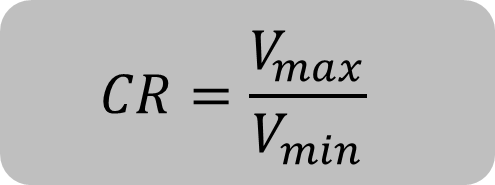 CR = V_max / V_min